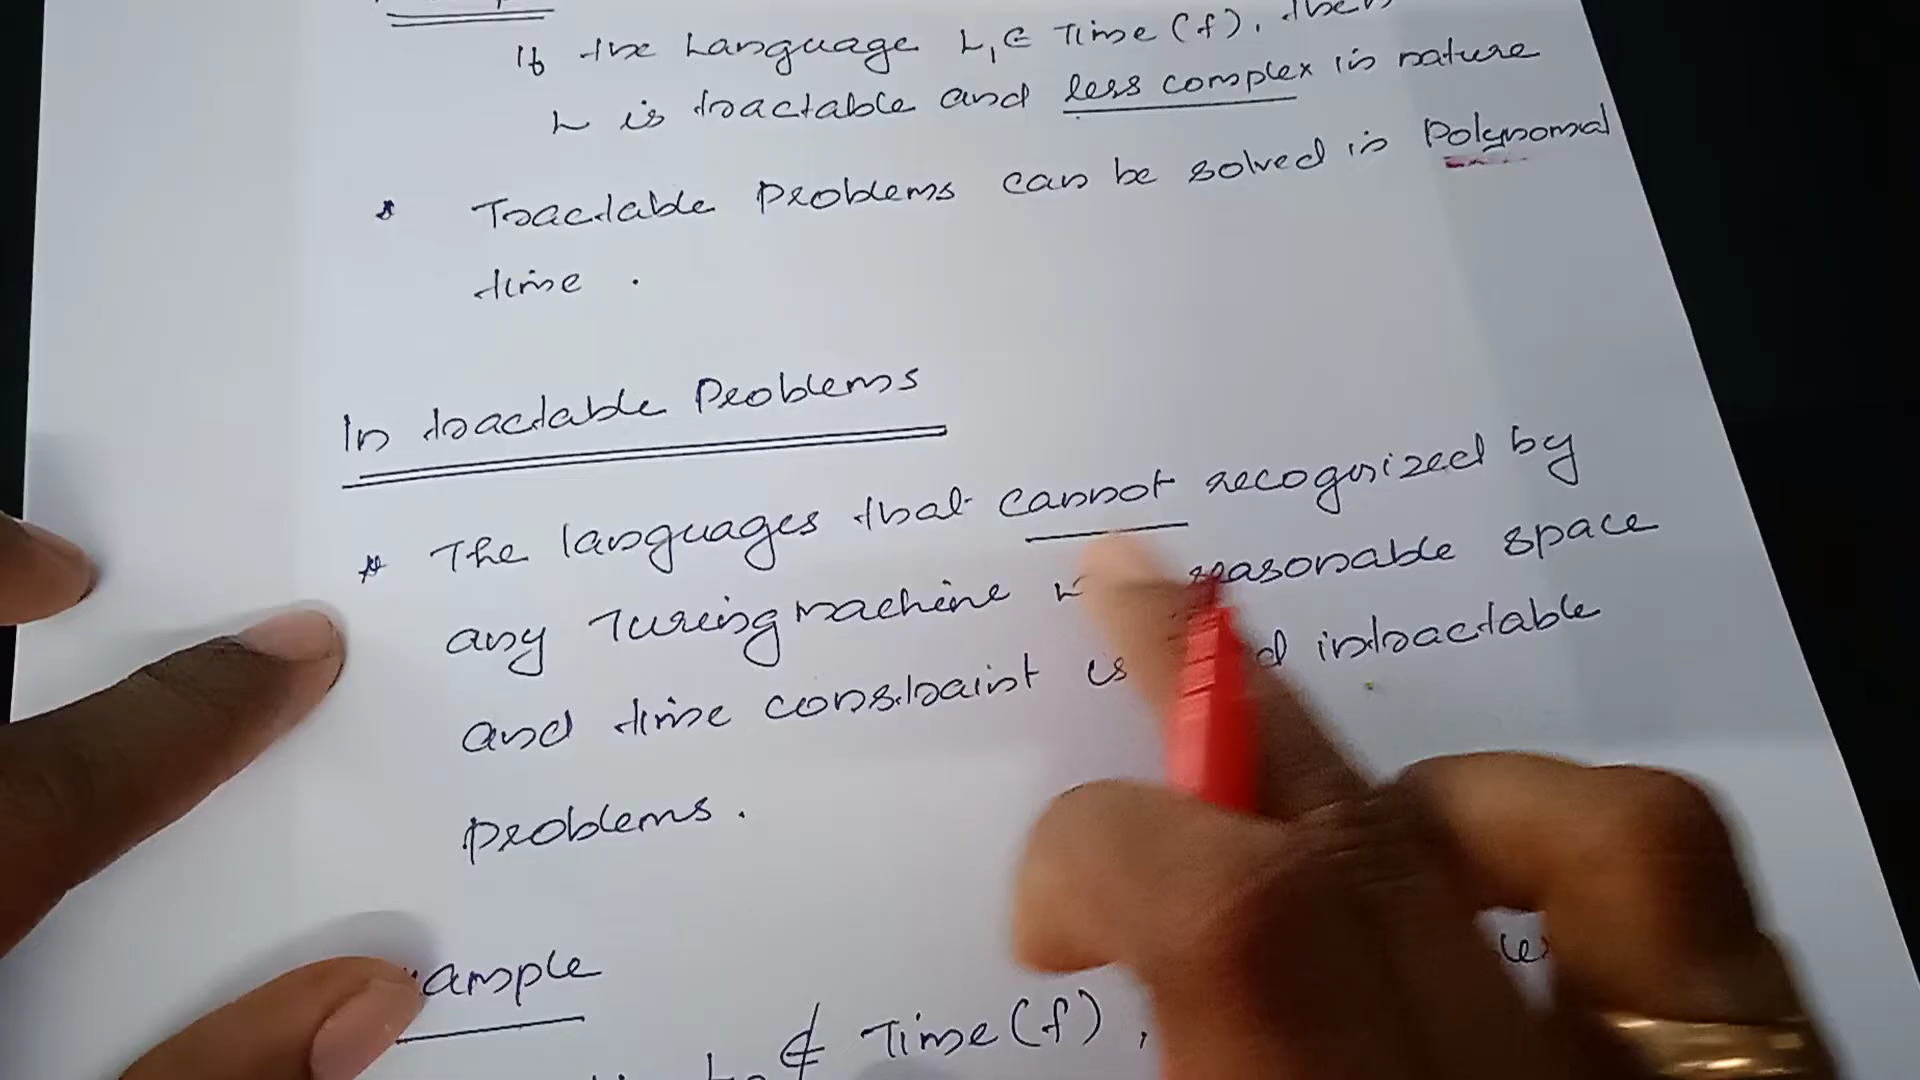 If the Language L1 ∈ Time (f), then
L is tractable and less complex in nature
* Tractable Problems can be solved in Polynomal
time .
In tractable Problems
* The languages that cannot recognized by
any Turing machine reasonable space
and time constraint is intractable
problems .
∉ Time (f) ,